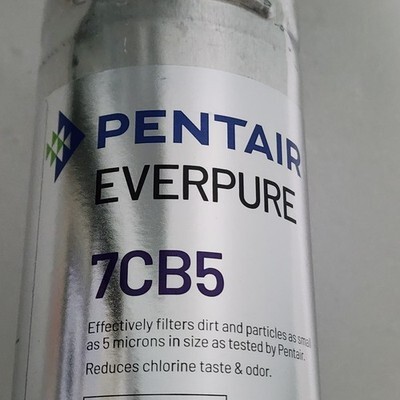 PENTAIR
EVERPURE
7CB5
Effectively filters dirt and particles as
as 5 microns in size as tested by Pentair.
Reduces chlorine taste & odor.